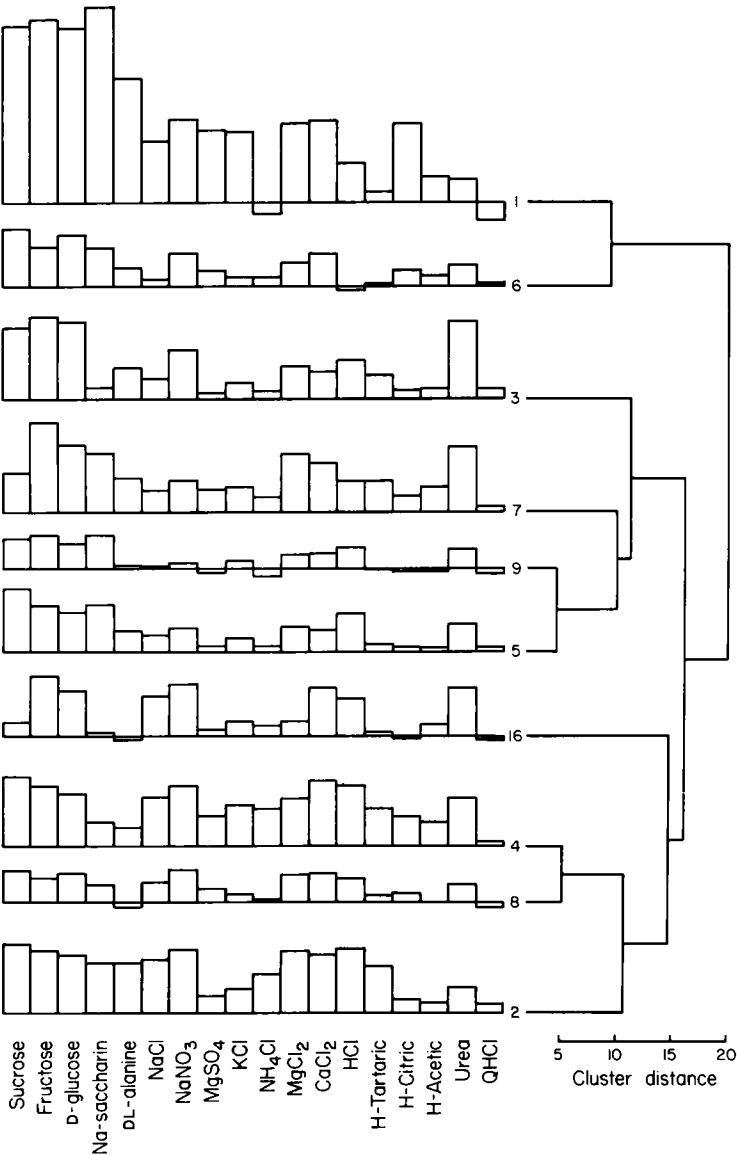 1
6
3
7
9
5
16
4
8
2
Sucrose
Fructose
D-glucose
Na-saccharin
DL-alanine
NaCl
NaNO3
MgSO4
KCl
NH4Cl
MgCl2
CaCl2
HCl
H-Tartaric
H-Citric
H-Acetic
Urea
QHCl
5 10 15 20
Cluster distance